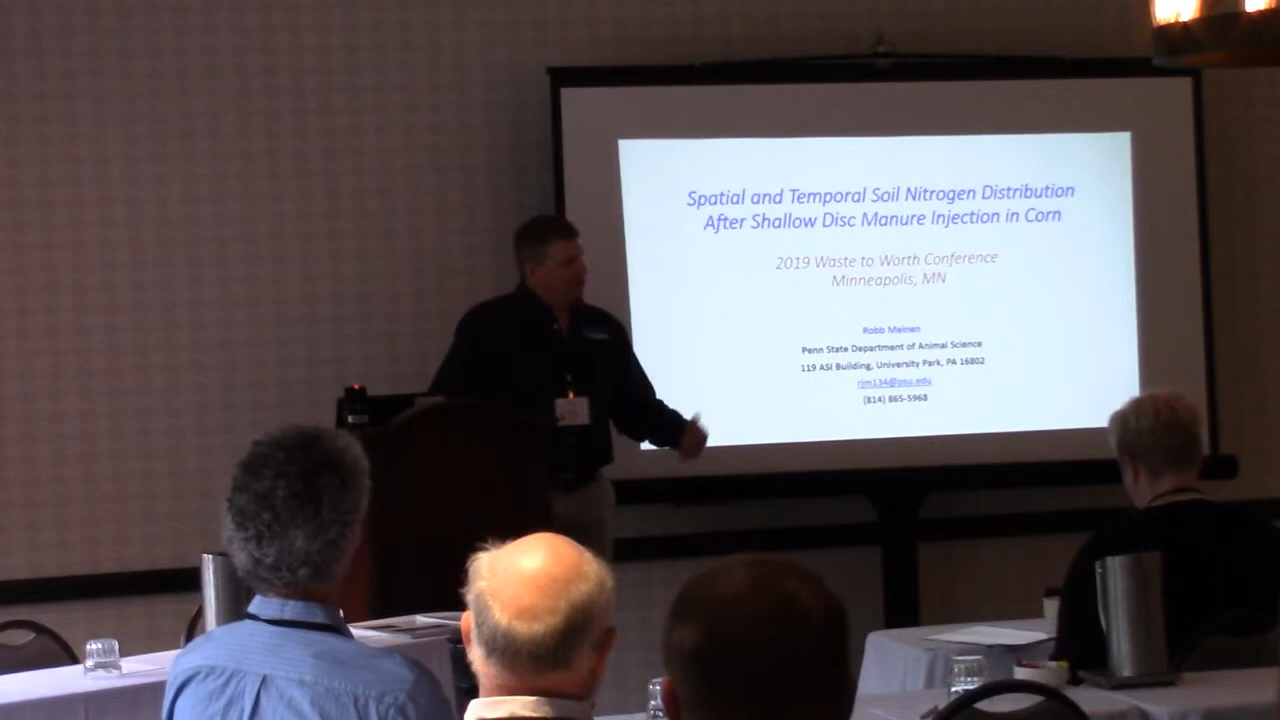 Spatial and Temporal Soil Nitrogen Distribution
After Shallow Disc Manure Injection in Corn
2019 Waste to Worth Conference
Minneapolis, MN
Robb Meinen
Penn State Department of Animal Science
119 ASI Building, University Park, PA 16802
rjm134@psu.edu
(814) 865-5968